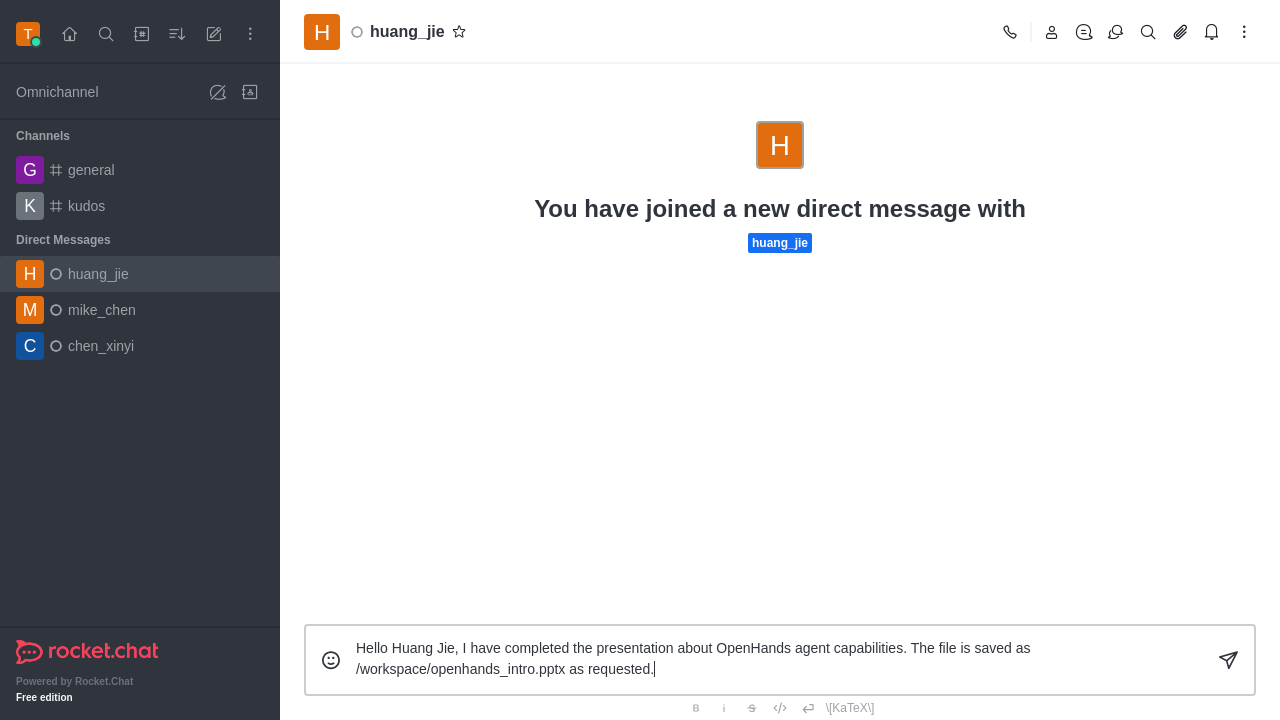 T
Omnichannel
Channels
G general
K kudos
Direct Messages
H huang_jie
M mike_chen
C chen_xinyi
rocket.chat
Powered by Rocket.Chat
Free edition
H huang_jie
H
You have joined a new direct message with
huang_jie
Hello Huang Jie, I have completed the presentation about OpenHands agent capabilities. The file is saved as
/workspace/openhands_intro.pptx as requested.
B i S \[KaTeX\]